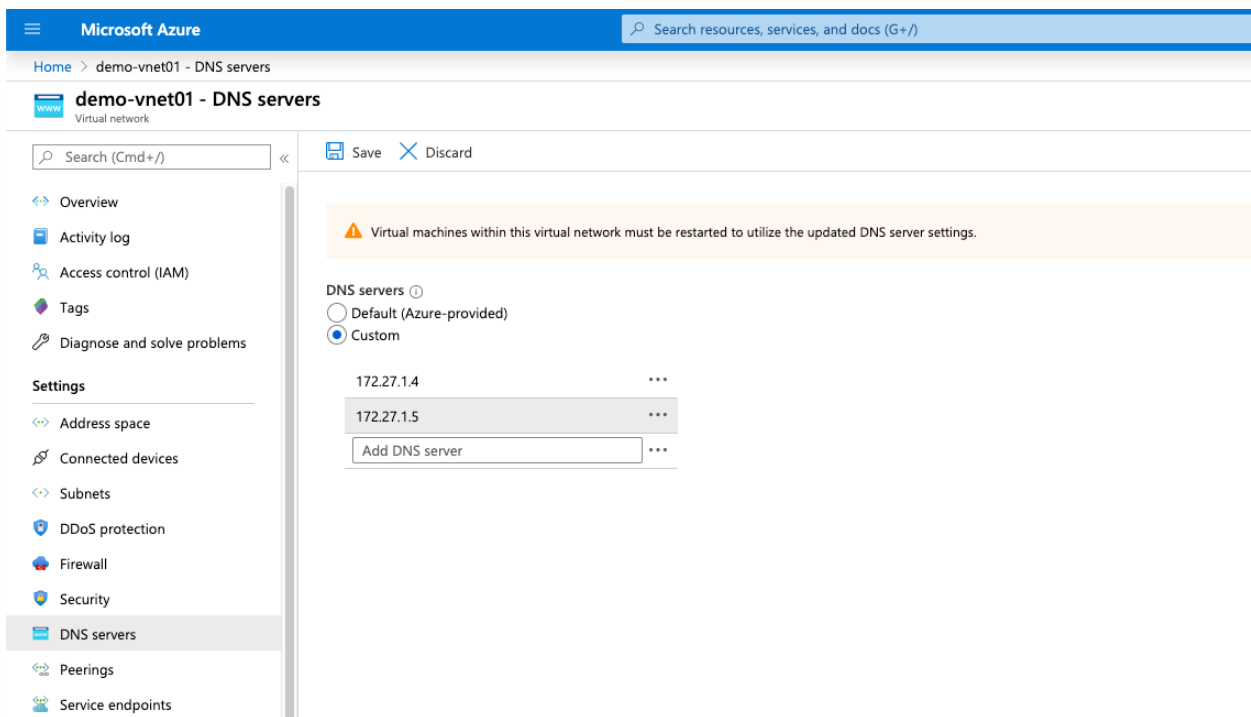 Microsoft Azure
Search resources, services, and docs (G+/)
Home > demo-vnet01 - DNS servers
www
demo-vnet01 - DNS servers
Virtual network
Search (Cmd+/)
«
Save
Discard
Overview
Activity log
Access control (IAM)
Tags
Diagnose and solve problems
Settings
Address space
Connected devices
Subnets
DDoS protection
Firewall
Security
DNS servers
Peerings
Service endpoints
Virtual machines within this virtual network must be restarted to utilize the updated DNS server settings.
DNS servers
Default (Azure-provided)
Custom
172.27.1.4
172.27.1.5
Add DNS server